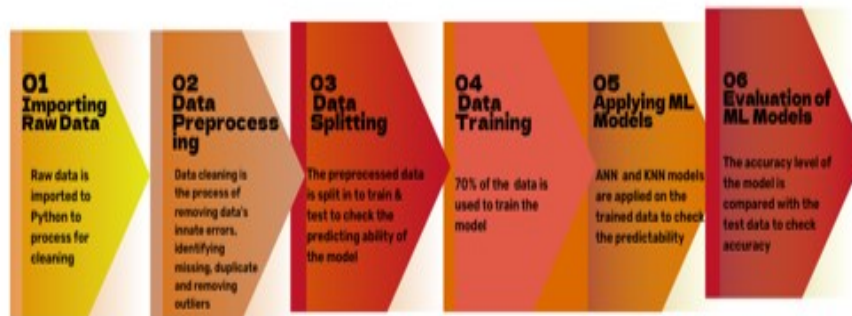 01
Importing
Raw Data
Raw data is
imported to
Python to
process for
cleaning
02
Data
Preprocess
ing
Data cleaning is
the process of
removing data's
innate errors,
identifying
missing, duplicate
and removing
outliers
03
Data
Splitting
The preprocessed data
is split in to train &
test to check the
predicting ability of
the model
04
Data
Training
70% of the data is
used to train the
model
05
Applying ML
Models
ANN and KNN models
are applied on the
trained data to check
the predictability
06
Evaluation of
ML Models
The accuracy level of
the model is
compared with the
test data to check
accuracy